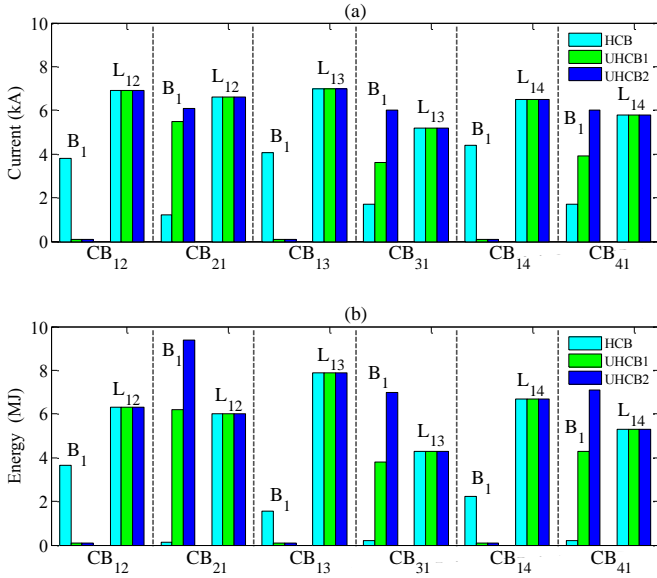 (a)
Current (kA)
10
8
6
4
2
0
B1
L12
B1
L12
B1
L13
B1
L13
B1
L14
B1
L14
HCB
UHCB1
UHCB2
CB12
CB21
CB13
CB31
CB14
CB41
(b)
Energy (MJ)
10
8
6
4
2
0
B1
L12
B1
L12
B1
L13
B1
L13
B1
L14
B1
L14
HCB
UHCB1
UHCB2
CB12
CB21
CB13
CB31
CB14
CB41